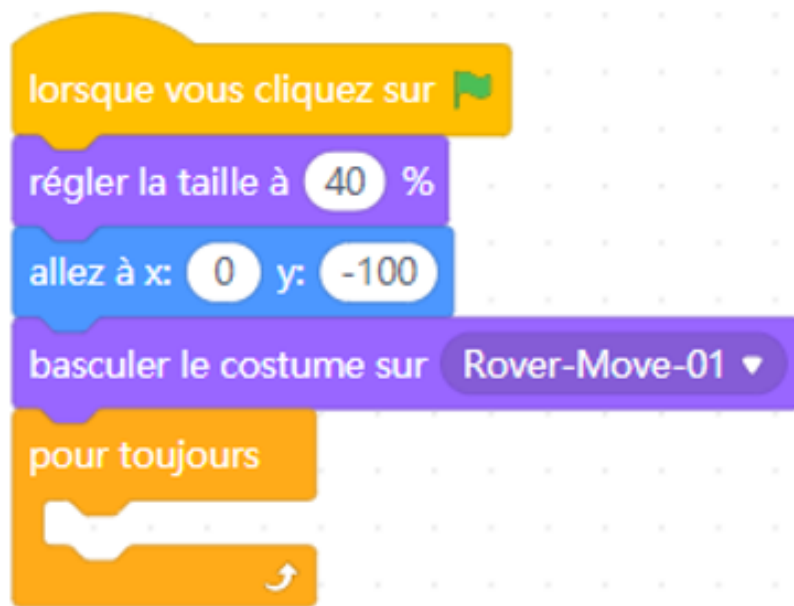 lorsque vous cliquez sur
régler la taille à 40 %
allez à x: 0 y: -100
basculer le costume sur Rover-Move-01
pour toujours